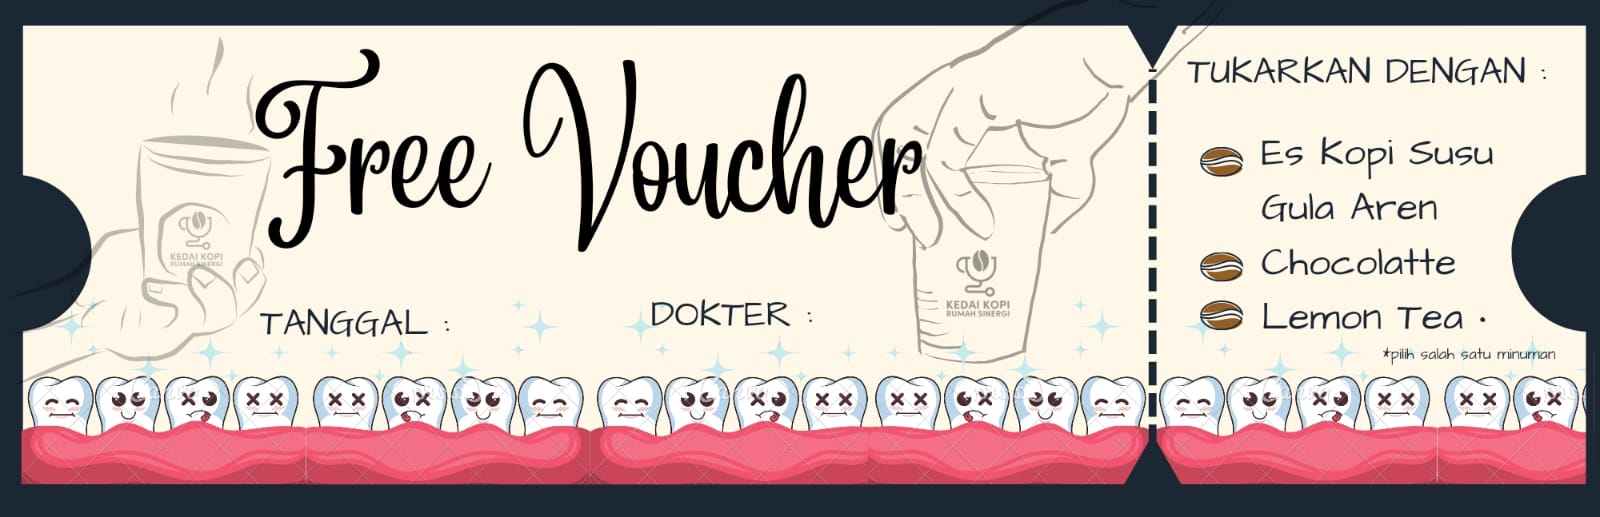 Free Voucher
KEDAI KOPI
RUMAH SINERGI
TANGGAL :
DOKTER :
KEDAI KOPI
RUMAH SINERGI
TUKARKAN DENGAN :
Es Kopi Susu
Gula Aren
Chocolatte
Lemon Tea .
*pilih salah satu minuman